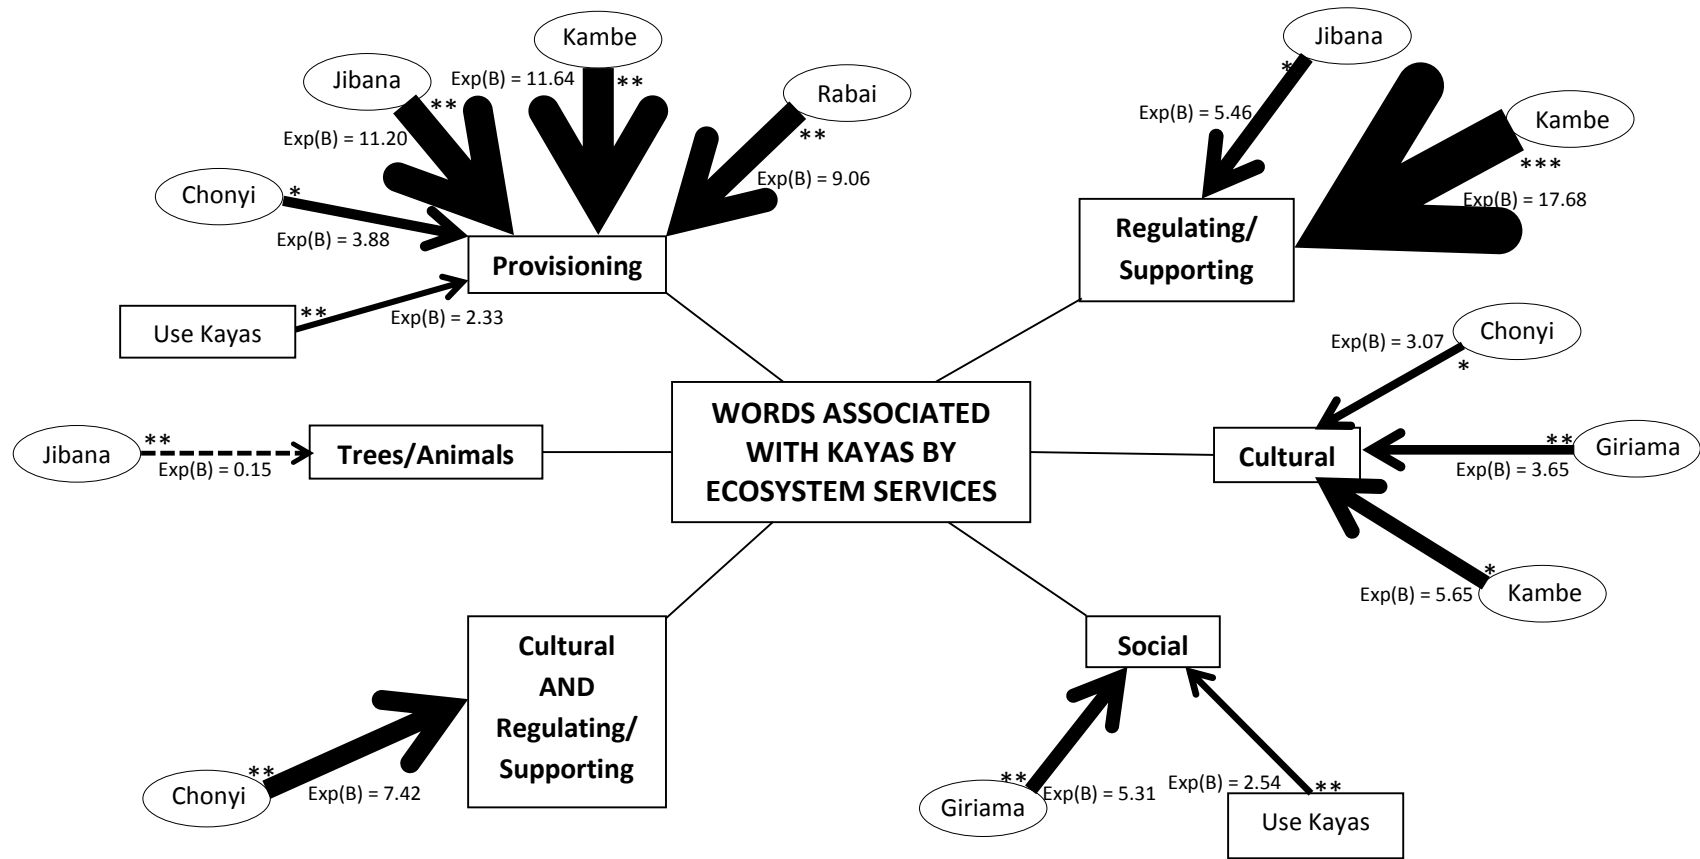 Jibana
**
Exp(B) = 11.20
Kambe
**
Exp(B) = 11.64
Rabai
**
Exp(B) = 9.06
Chonyi
*
Exp(B) = 3.88
Use Kayas
**
Exp(B) = 2.33
Provisioning
Jibana
*
Exp(B) = 5.46
Kambe
***
Exp(B) = 17.68
Regulating/
Supporting
Jibana
**
Exp(B) = 0.15
Trees/Animals
WORDS ASSOCIATED
WITH KAYAS BY
ECOSYSTEM SERVICES
Chonyi
*
Exp(B) = 3.07
Giriama
**
Exp(B) = 3.65
Kambe
*
Exp(B) = 5.65
Cultural
Chonyi
**
Exp(B) = 7.42
Cultural
AND
Regulating/
Supporting
Social
Giriama
**
Exp(B) = 5.31
Use Kayas
**
Exp(B) = 2.54